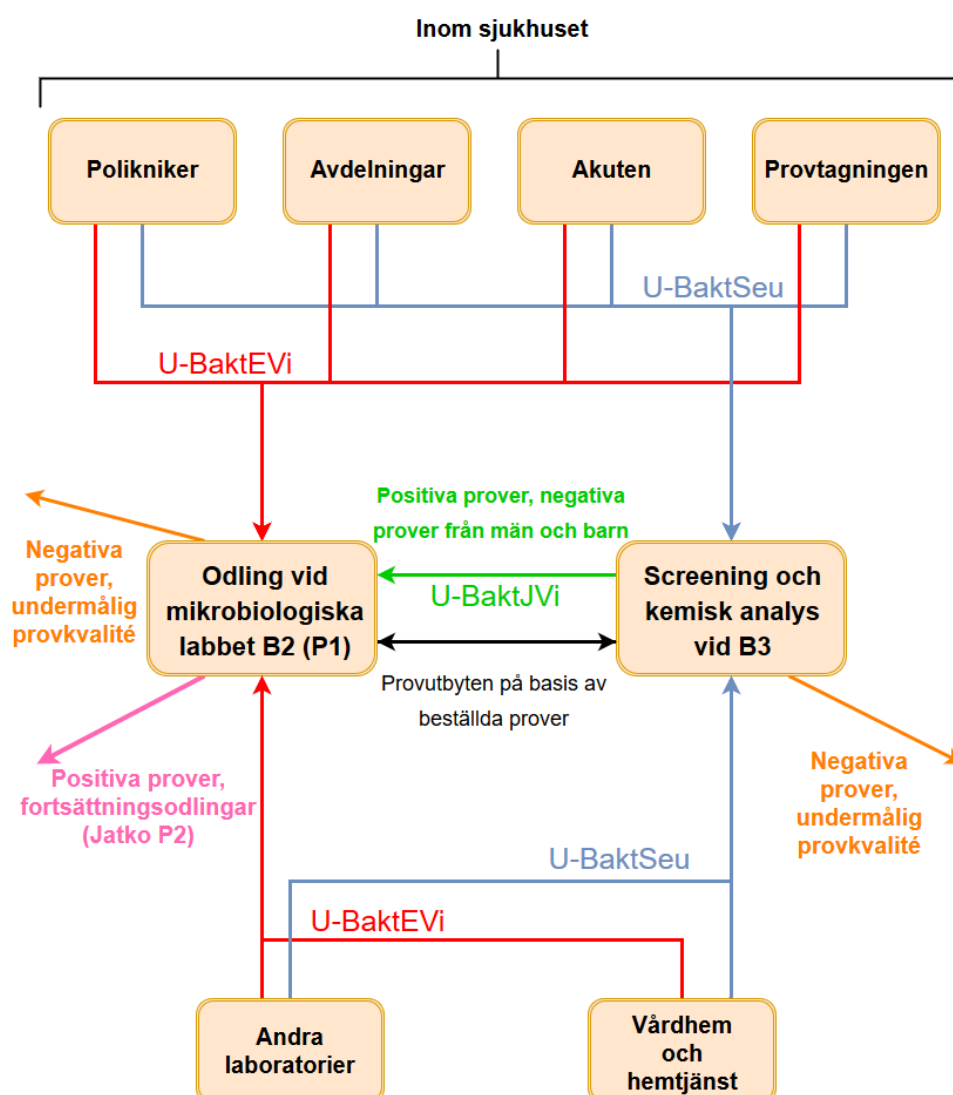 Inom sjukhuset
Polikniker
Avdelningar
Akuten
Provtagningen
U-BaktSeu
U-BaktEVi
Positiva prover, negativa
prover från män och barn
Negativa
prover,
undermålig
provkvalité
Odling vid
mikrobiologiska
labbet B2 (P1)
U-BaktJVi
Screening och
kemisk analys
vid B3
Provutbyten på basis av
beställda prover
Positiva prover,
fortsättningsodlingar
(Jatko P2)
Negativa
prover,
undermålig
provkvalité
U-BaktSeu
U-BaktEVi
Andra
laboratorier
Vårdhem
och
hemtjänst